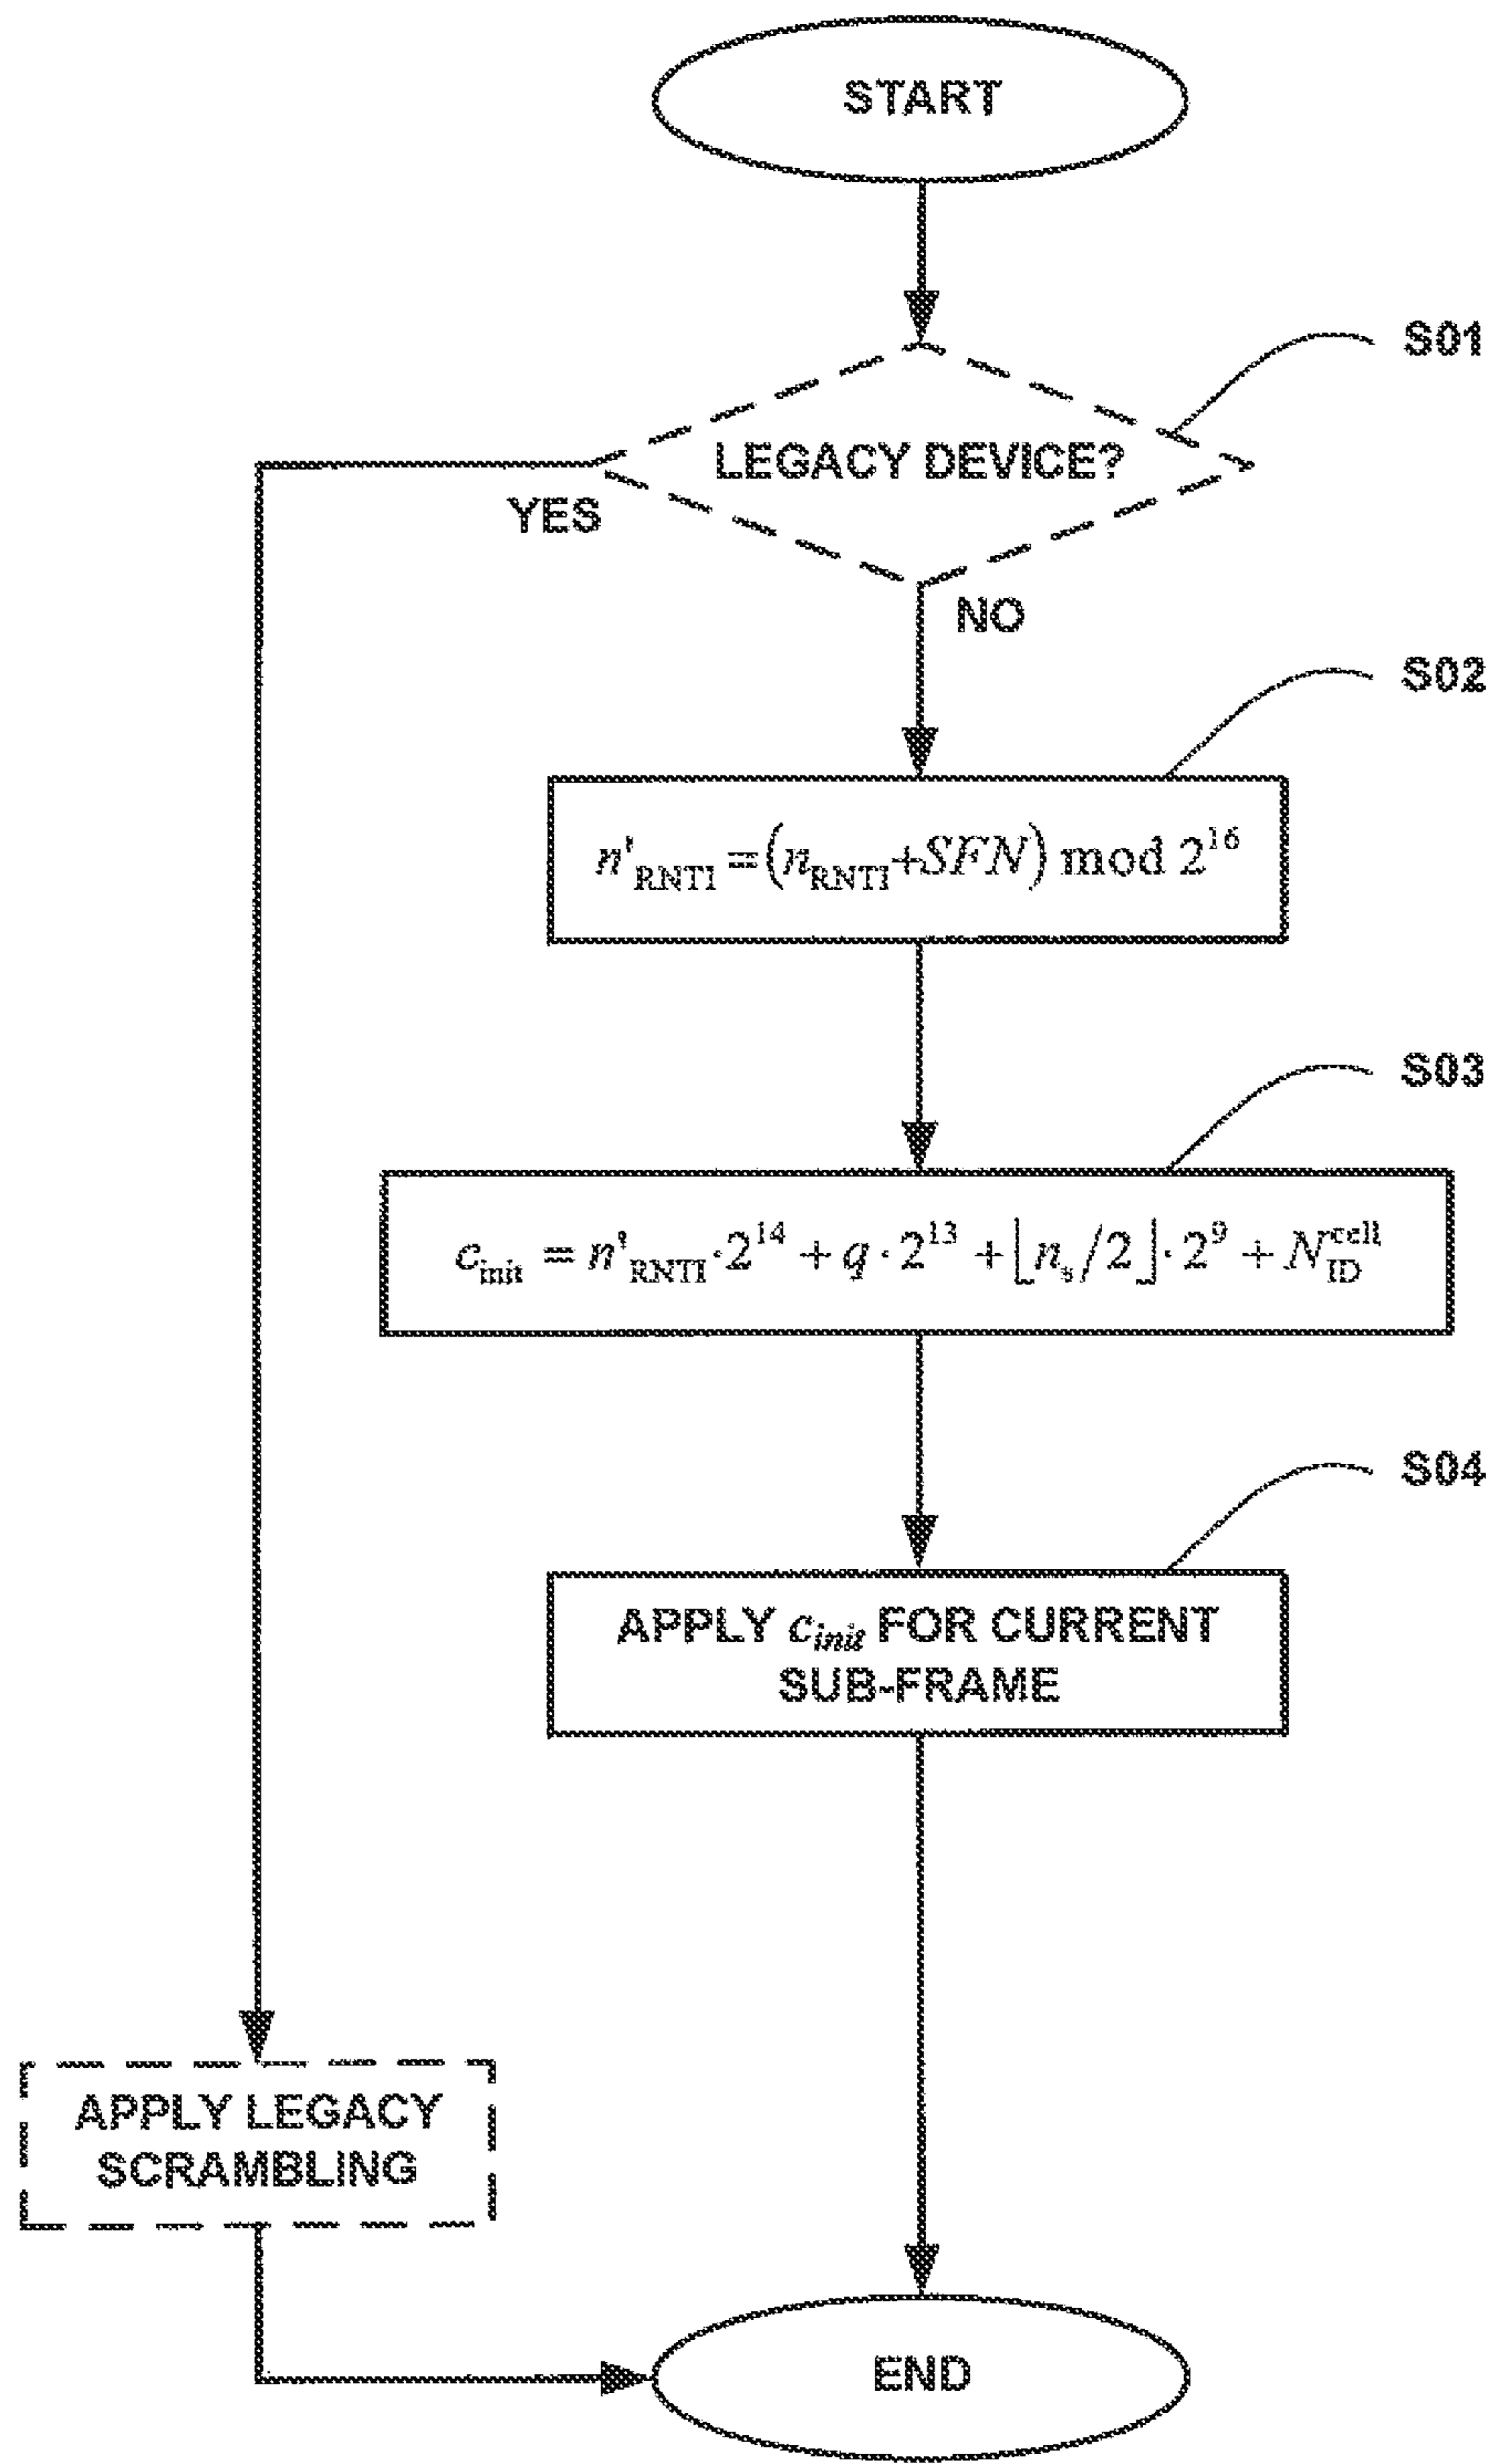 START
S01
LEGACY DEVICE?
YES
NO
S02
n'RNTI = (nRNTI+SFN) mod 2^16
S03
cinit = n'RNTI · 2^14 + q · 2^13 + ⌊ns/2⌋ · 2^9 + N_ID^cell
S04
APPLY cinit FOR CURRENT
SUB-FRAME
APPLY LEGACY
SCRAMBLING
END